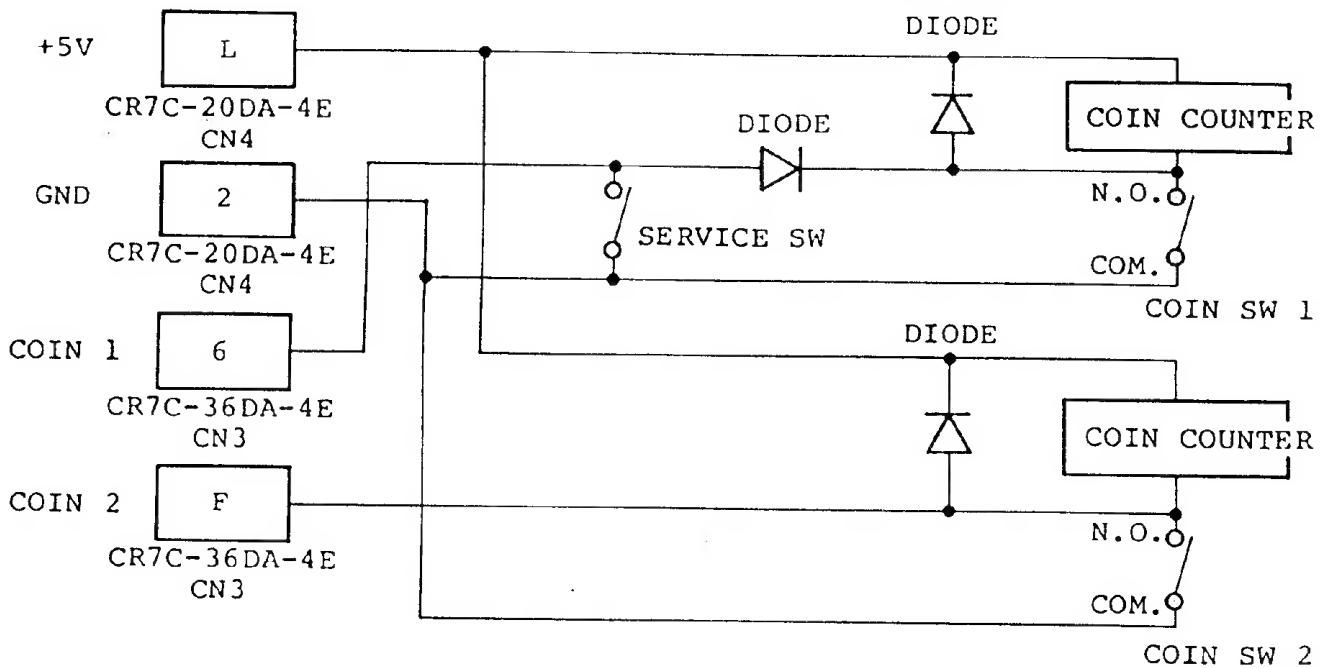 DIODE
+5V
L
CR7C-20DA-4E
CN4
COIN COUNTER
DIODE
GND
2
CR7C-20DA-4E
CN4
N.O.
SERVICE SW
COM.
COIN SW 1
COIN 1
6
CR7C-36DA-4E
CN3
DIODE
COIN COUNTER
COIN 2
F
CR7C-36DA-4E
CN3
N.O.
COM.
COIN SW 2